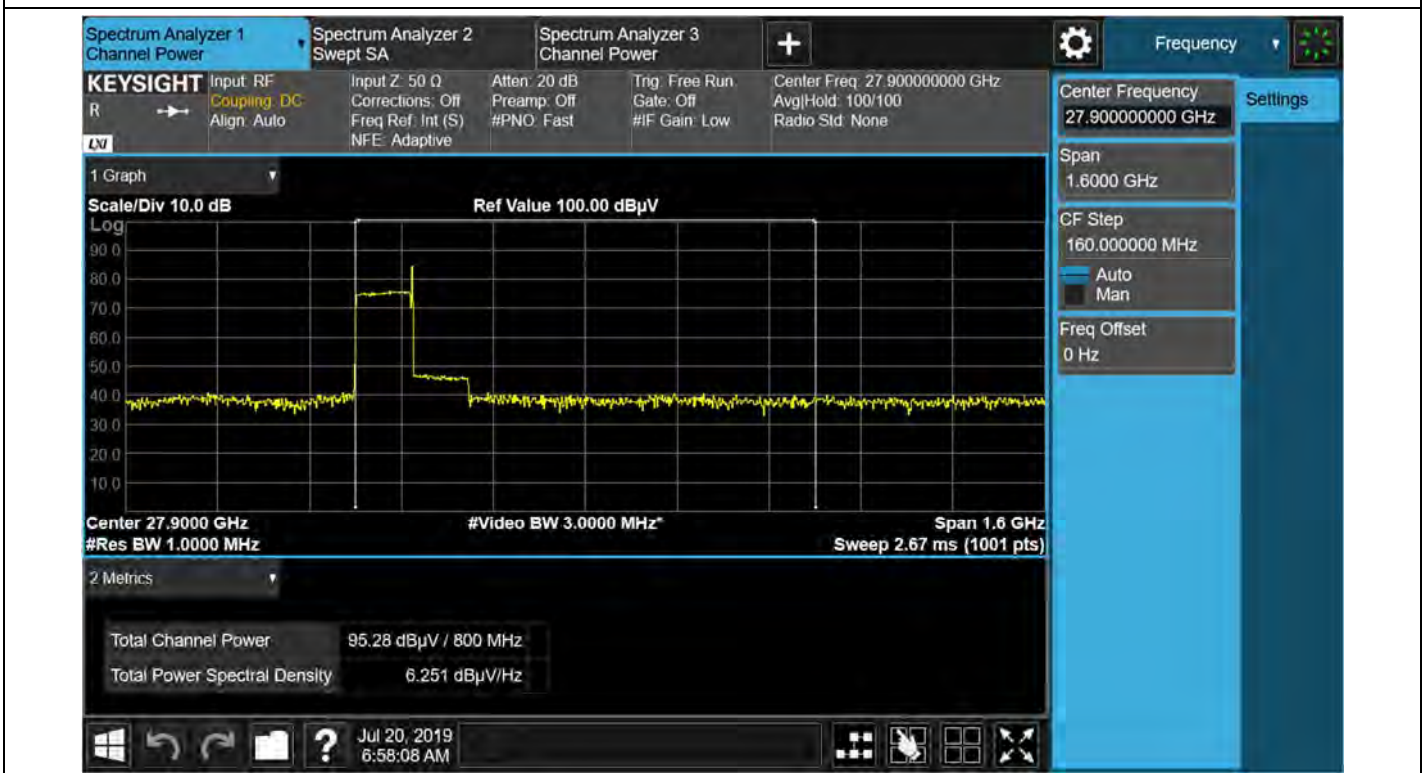 Spectrum Analyzer 1
Channel Power
Spectrum Analyzer 2
Swept SA
Spectrum Analyzer 3
Channel Power
Frequency
KEYSIGHT
R
LXI
Input: RF
Coupling: DC
Align: Auto
Input Z: 50 Ω
Corrections: Off
Freq Ref: Int (S)
NFE: Adaptive
Atten: 20 dB
Preamp: Off
#PNO: Fast
Trig: Free Run
Gate: Off
#IF Gain: Low
Center Freq: 27.900000000 GHz
Avg|Hold: 100/100
Radio Std: None
1 Graph
Scale/Div 10.0 dB
Ref Value 100.00 dBµV
Log
90.0
80.0
70.0
60.0
50.0
40.0
30.0
20.0
10.0
Center 27.9000 GHz
#Video BW 3.0000 MHz*
Span 1.6 GHz
#Res BW 1.0000 MHz
Sweep 2.67 ms (1001 pts)
2 Metrics
Total Channel Power
95.28 dBµV / 800 MHz
Total Power Spectral Density
6.251 dBµV/Hz
Center Frequency
27.900000000 GHz
Settings
Span
1.6000 GHz
CF Step
160.000000 MHz
Auto
Man
Freq Offset
0 Hz
?
Jul 20, 2019
6:58:08 AM